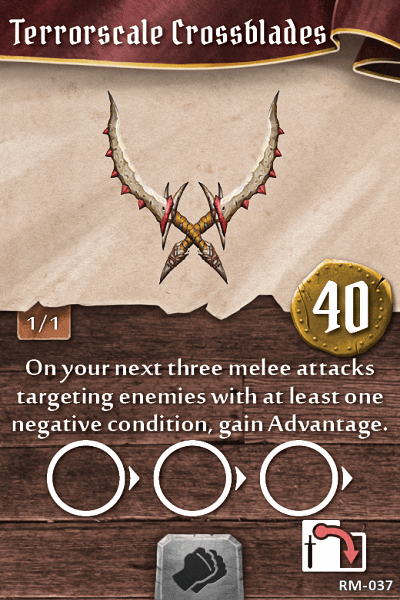 Terrorscale Crossblades
1/1
40
On your next three melee attacks
targeting enemies with at least one
negative condition, gain Advantage.
RM-037